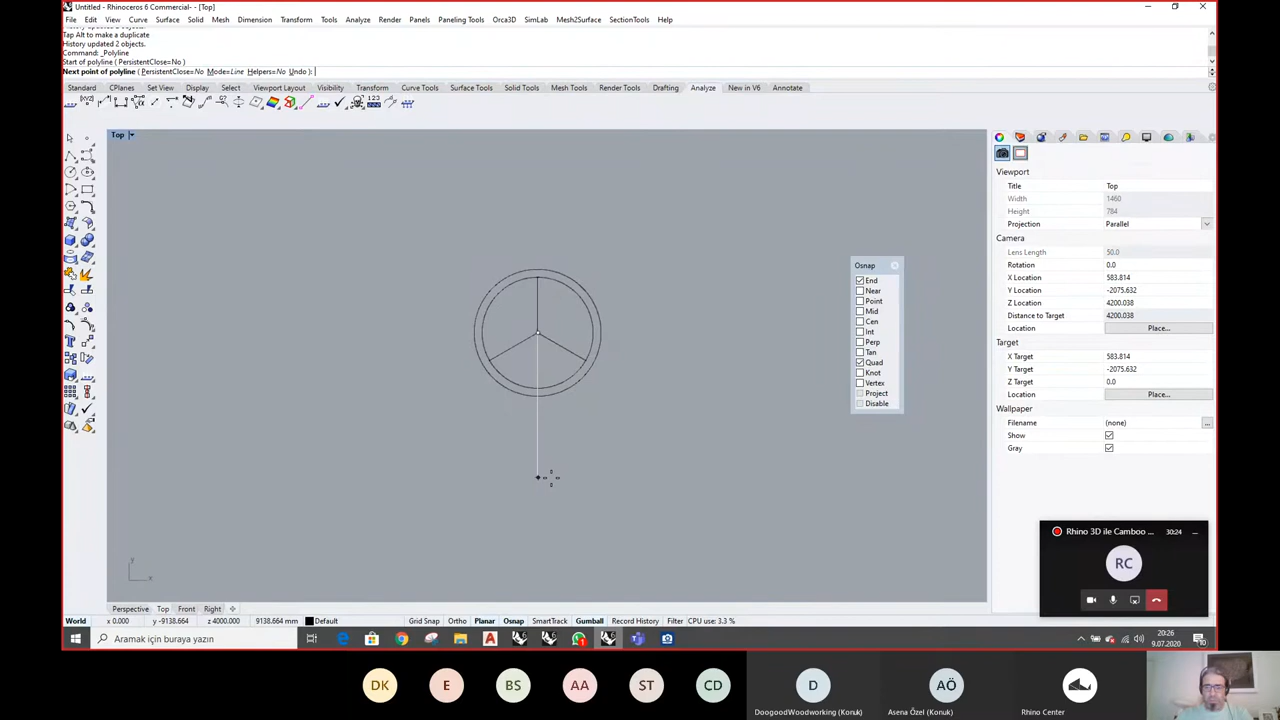 Untitled - Rhinoceros 6 Commercial- - [Top]
File Edit View Curve Surface Solid Mesh Dimension Transform Tools Analyze Render Panels Paneling Tools Orca3D SimLab Mesh2Surface SectionTools Help
Tap Alt to make a duplicate
History updated 2 objects.
Command: _Polyline
Start of polyline ( PersistentClose=No )
Next point of polyline ( PersistentClose=No Mode=Line Helpers=No Undo ):
Standard CPlanes Set View Display Select Viewport Layout Visibility Transform Curve Tools Surface Tools Solid Tools Mesh Tools Render Tools Drafting Analyze New in V6 Annotate
Top
Viewport
Title Top
Width 1460
Height 784
Projection Parallel
Camera
Lens Length 50.0
Rotation 0.0
X Location 583.814
Y Location -2075.632
Z Location 4200.038
Distance to Target 4200.038
Location Place...
Target
X Target 583.814
Y Target -2075.632
Z Target 0.0
Location Place...
Wallpaper
Filename (none) ...
Show
Gray
Osnap
End
Near
Point
Mid
Cen
Int
Perp
Tan
Quad
Knot
Vertex
Project
Disable
Rhino 3D ile Camboo ... 30:24
RC
y
x
Perspective Top Front Right
World x 0.000 y -9138.664 z 4000.000 9138.664 mm Default Grid Snap Ortho Planar Osnap SmartTrack Gumball Record History Filter CPU use: 3.3 %
Aramak için buraya yazın
20:26
9.07.2020
DK E BS AA ST CD D AÖ
DoogoodWoodworking (Konuk) Asena Özel (Konuk) Rhino Center